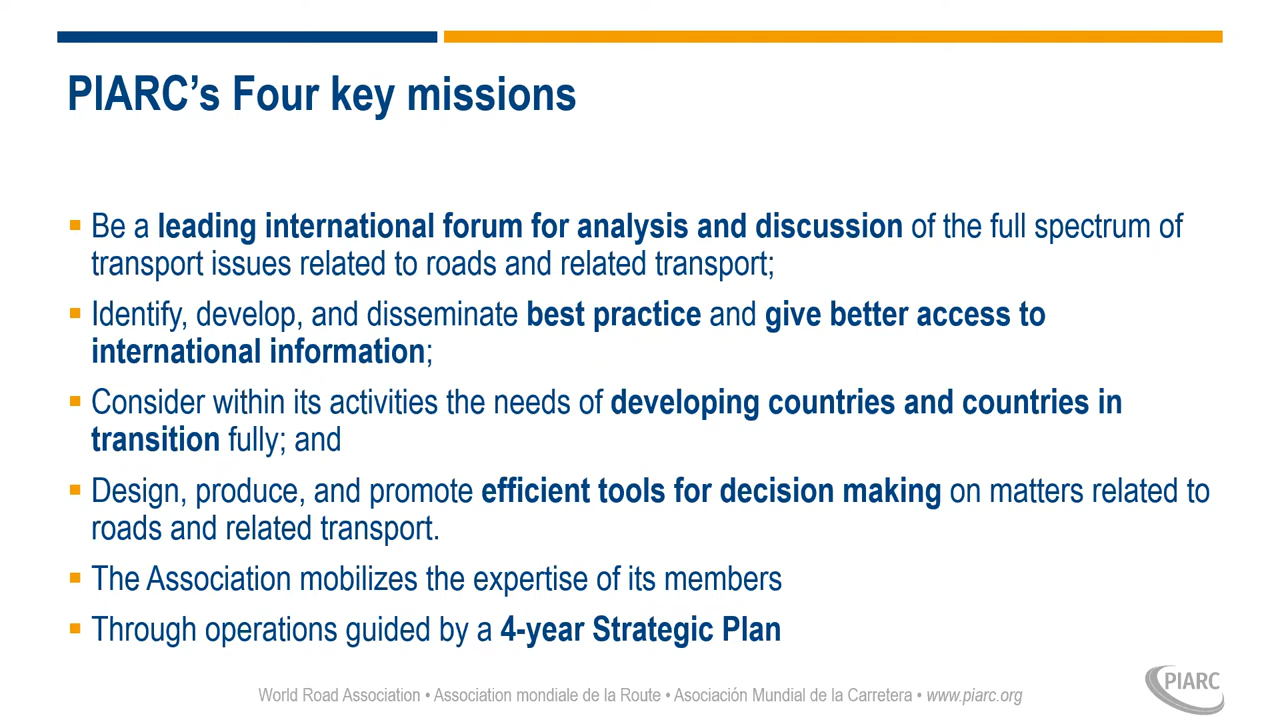 PIARC’s Four key missions
Be a leading international forum for analysis and discussion of the full spectrum of
transport issues related to roads and related transport;
Identify, develop, and disseminate best practice and give better access to
international information;
Consider within its activities the needs of developing countries and countries in
transition fully; and
Design, produce, and promote efficient tools for decision making on matters related to
roads and related transport.
The Association mobilizes the expertise of its members
Through operations guided by a 4-year Strategic Plan
World Road Association • Association mondiale de la Route • Asociación Mundial de la Carretera • www.piarc.org
PIARC